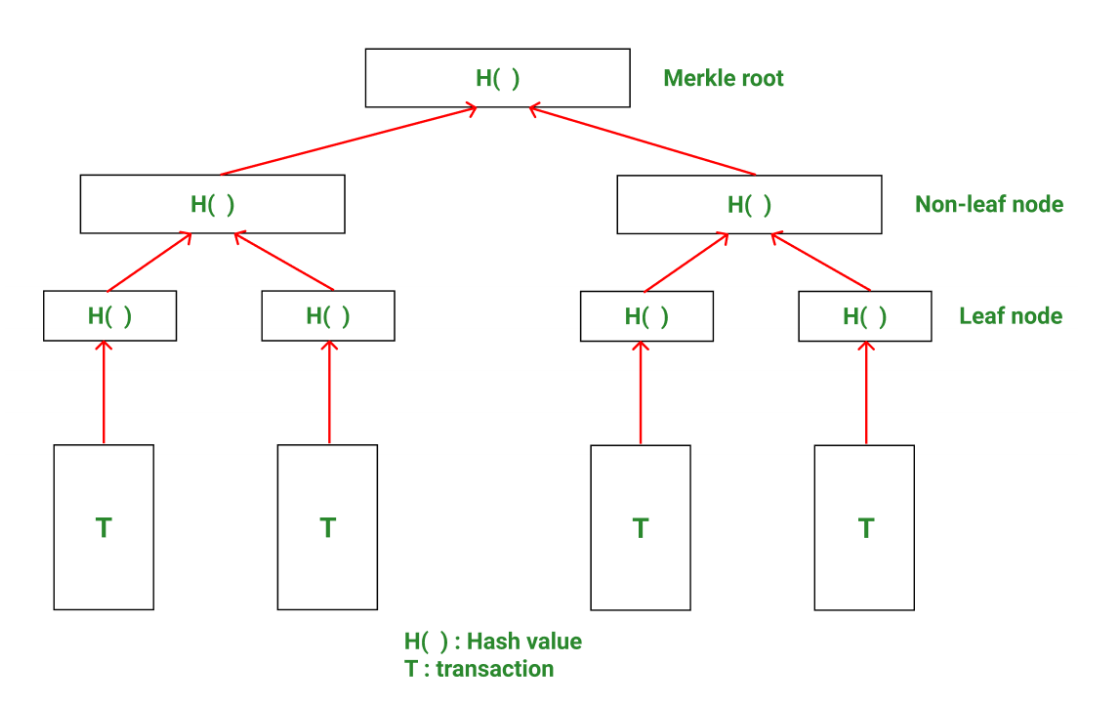 H( ) Merkle root
H( ) H( ) Non-leaf node
H( ) H( ) H( ) H( ) Leaf node
T T T T
H( ) : Hash value
T : transaction